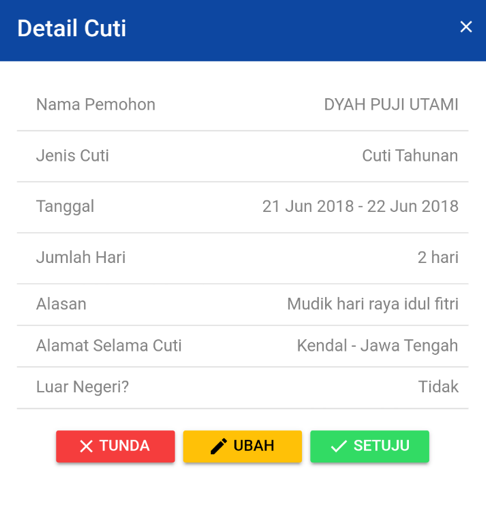 Detail Cuti
Nama Pemohon DYAH PUJI UTAMI
Jenis Cuti Cuti Tahunan
Tanggal 21 Jun 2018 - 22 Jun 2018
Jumlah Hari 2 hari
Alasan Mudik hari raya idul fitri
Alamat Selama Cuti Kendal - Jawa Tengah
Luar Negeri? Tidak
TUNDA UBAH SETUJU